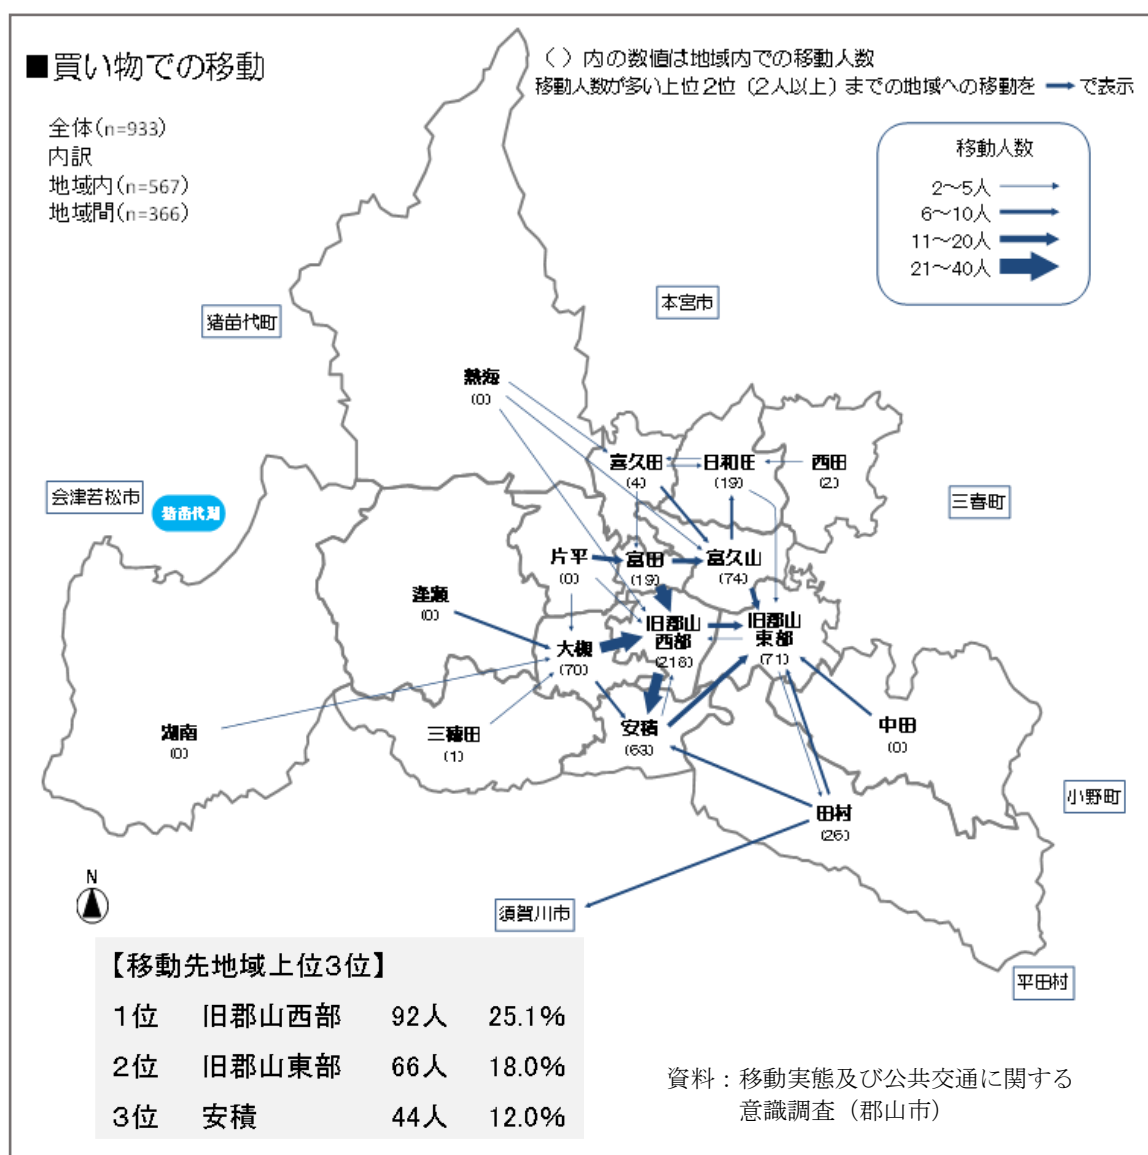 ■買い物での移動
（ ）内の数値は地域内での移動人数
移動人数が多い上位2位（2人以上）までの地域への移動を で表示
全体(n=933)
内訳
地域内(n=567)
地域間(n=366)
移動人数
2～5人
6～10人
11～20人
21～40人
本宮市
猪苗代町
熱海
(0)
喜久田
(4)
日和田
(19)
西田
(2)
会津若松市
猪苗代湖
三春町
片平
(0)
富田
(19)
富久山
(74)
逢瀬
(0)
旧郡山
西部
(218)
旧郡山
東部
(71)
大槻
(70)
湖南
(0)
三穂田
(1)
安積
(63)
中田
(0)
田村
(26)
小野町
N
須賀川市
平田村
【移動先地域上位3位】
1位 旧郡山西部 92人 25.1%
2位 旧郡山東部 66人 18.0%
3位 安積 44人 12.0%
資料：移動実態及び公共交通に関する
意識調査（郡山市）